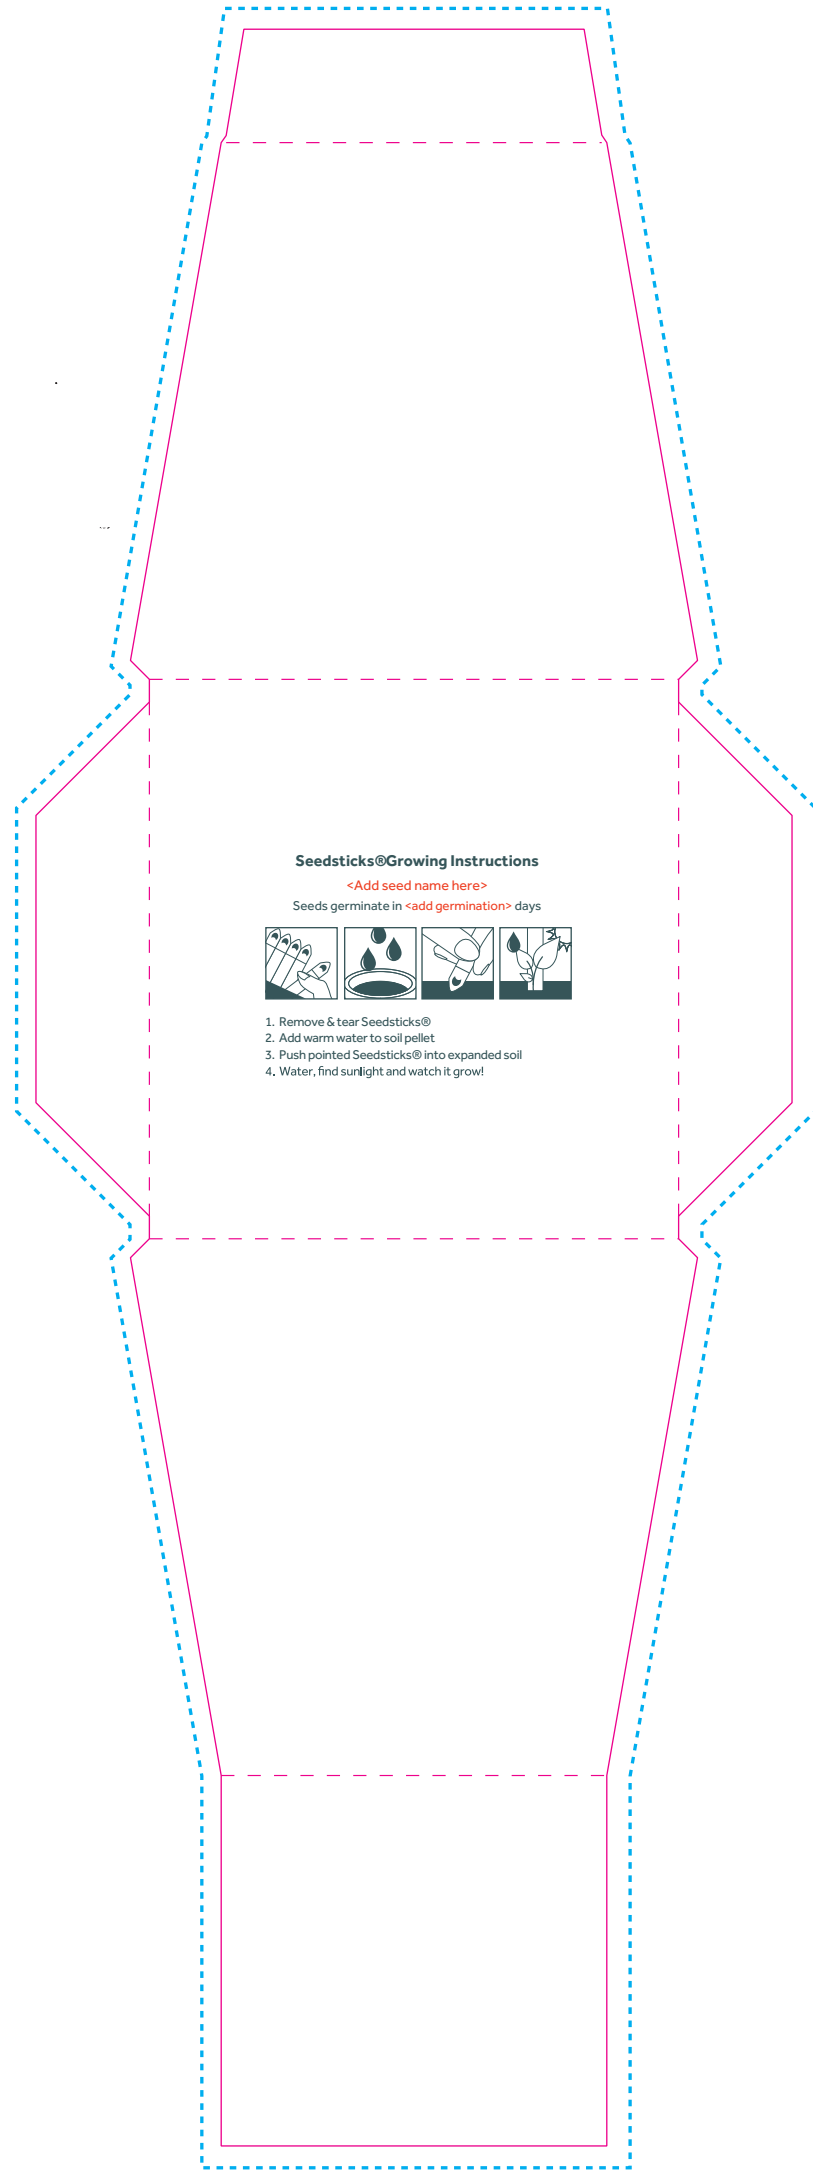 Seedsticks®Growing Instructions
<Add seed name here>
Seeds germinate in <add germination> days
1. Remove & tear Seedsticks®
2. Add warm water to soil pellet
3. Push pointed Seedsticks® into expanded soil
4. Water, find sunlight and watch it grow!